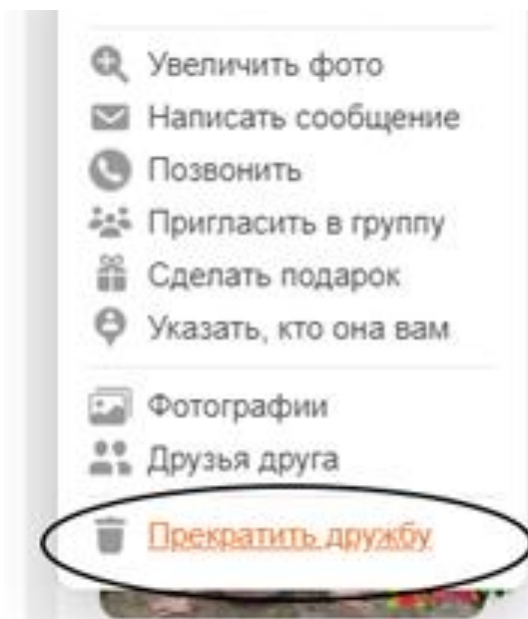 Увеличить фото
Написать сообщение
Позвонить
Пригласить в группу
Сделать подарок
Указать, кто она вам
Фотографии
Друзья друга
Прекратить дружбу